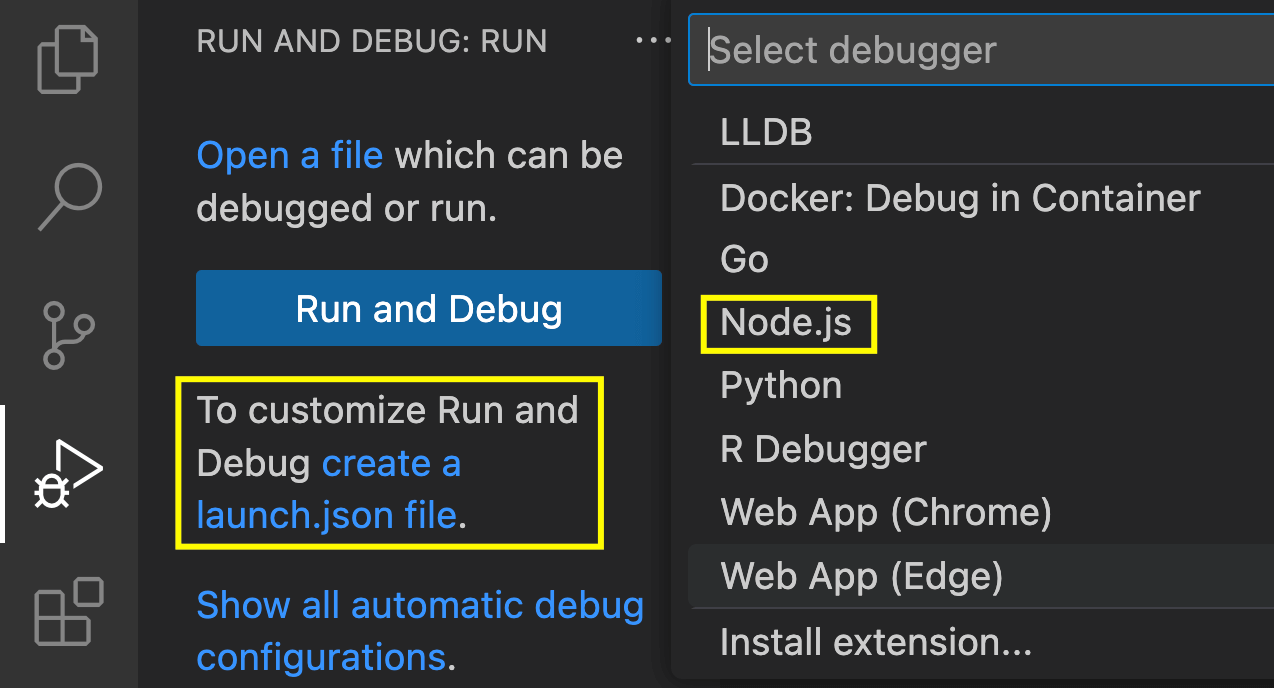 RUN AND DEBUG: RUN
Open a file which can be
debugged or run.
Run and Debug
To customize Run and
Debug create a
launch.json file.
Show all automatic debug
configurations.
Select debugger
LLDB
Docker: Debug in Container
Go
Node.js
Python
R Debugger
Web App (Chrome)
Web App (Edge)
Install extension...